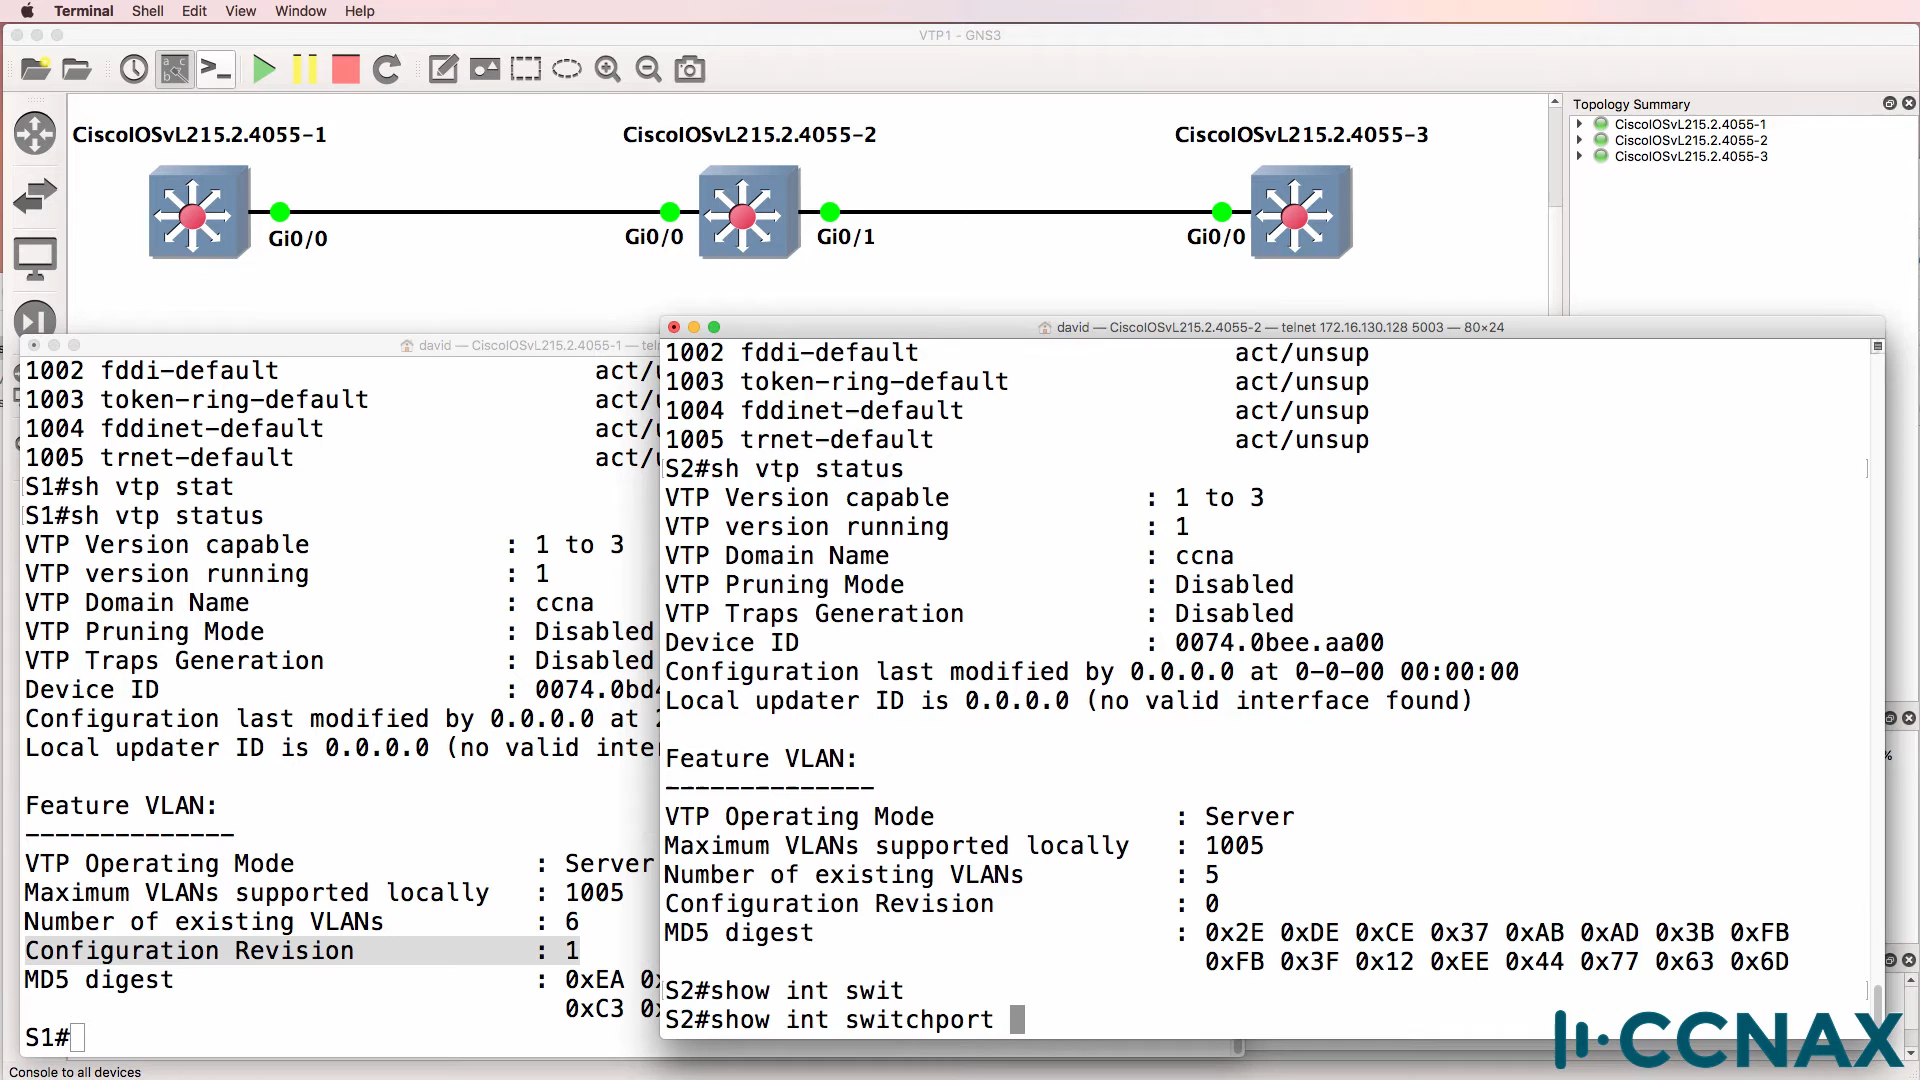 Terminal Shell Edit View Window Help
VTP1 - GNS3
Topology Summary
CiscoIOSvL215.2.4055-1
CiscoIOSvL215.2.4055-2
CiscoIOSvL215.2.4055-3
CiscoIOSvL215.2.4055-1
CiscoIOSvL215.2.4055-2
CiscoIOSvL215.2.4055-3
Gi0/0
Gi0/0
Gi0/1
Gi0/0
david — CiscoIOSvL215.2.4055-1 — tel
1002 fddi-default act/u
1003 token-ring-default act/u
1004 fddinet-default act/u
1005 trnet-default act/u
S1#sh vtp stat
S1#sh vtp status
VTP Version capable : 1 to 3
VTP version running : 1
VTP Domain Name : ccna
VTP Pruning Mode : Disabled
VTP Traps Generation : Disabled
Device ID : 0074.0bd4
Configuration last modified by 0.0.0.0 at 2
Local updater ID is 0.0.0.0 (no valid inte
Feature VLAN:
--------------
VTP Operating Mode : Server
Maximum VLANs supported locally : 1005
Number of existing VLANs : 6
Configuration Revision : 1
MD5 digest : 0xEA 0x
0xC3 0x
S1#
david — CiscoIOSvL215.2.4055-2 — telnet 172.16.130.128 5003 — 80×24
1002 fddi-default act/unsup
1003 token-ring-default act/unsup
1004 fddinet-default act/unsup
1005 trnet-default act/unsup
S2#sh vtp status
VTP Version capable : 1 to 3
VTP version running : 1
VTP Domain Name : ccna
VTP Pruning Mode : Disabled
VTP Traps Generation : Disabled
Device ID : 0074.0bee.aa00
Configuration last modified by 0.0.0.0 at 0-0-00 00:00:00
Local updater ID is 0.0.0.0 (no valid interface found)
Feature VLAN:
--------------
VTP Operating Mode : Server
Maximum VLANs supported locally : 1005
Number of existing VLANs : 5
Configuration Revision : 0
MD5 digest : 0x2E 0xDE 0xCE 0x37 0xAB 0xAD 0x3B 0xFB
0xFB 0x3F 0x12 0xEE 0x44 0x77 0x63 0x6D
S2#show int swit
S2#show int switchport
%
CCNAX
Console to all devices